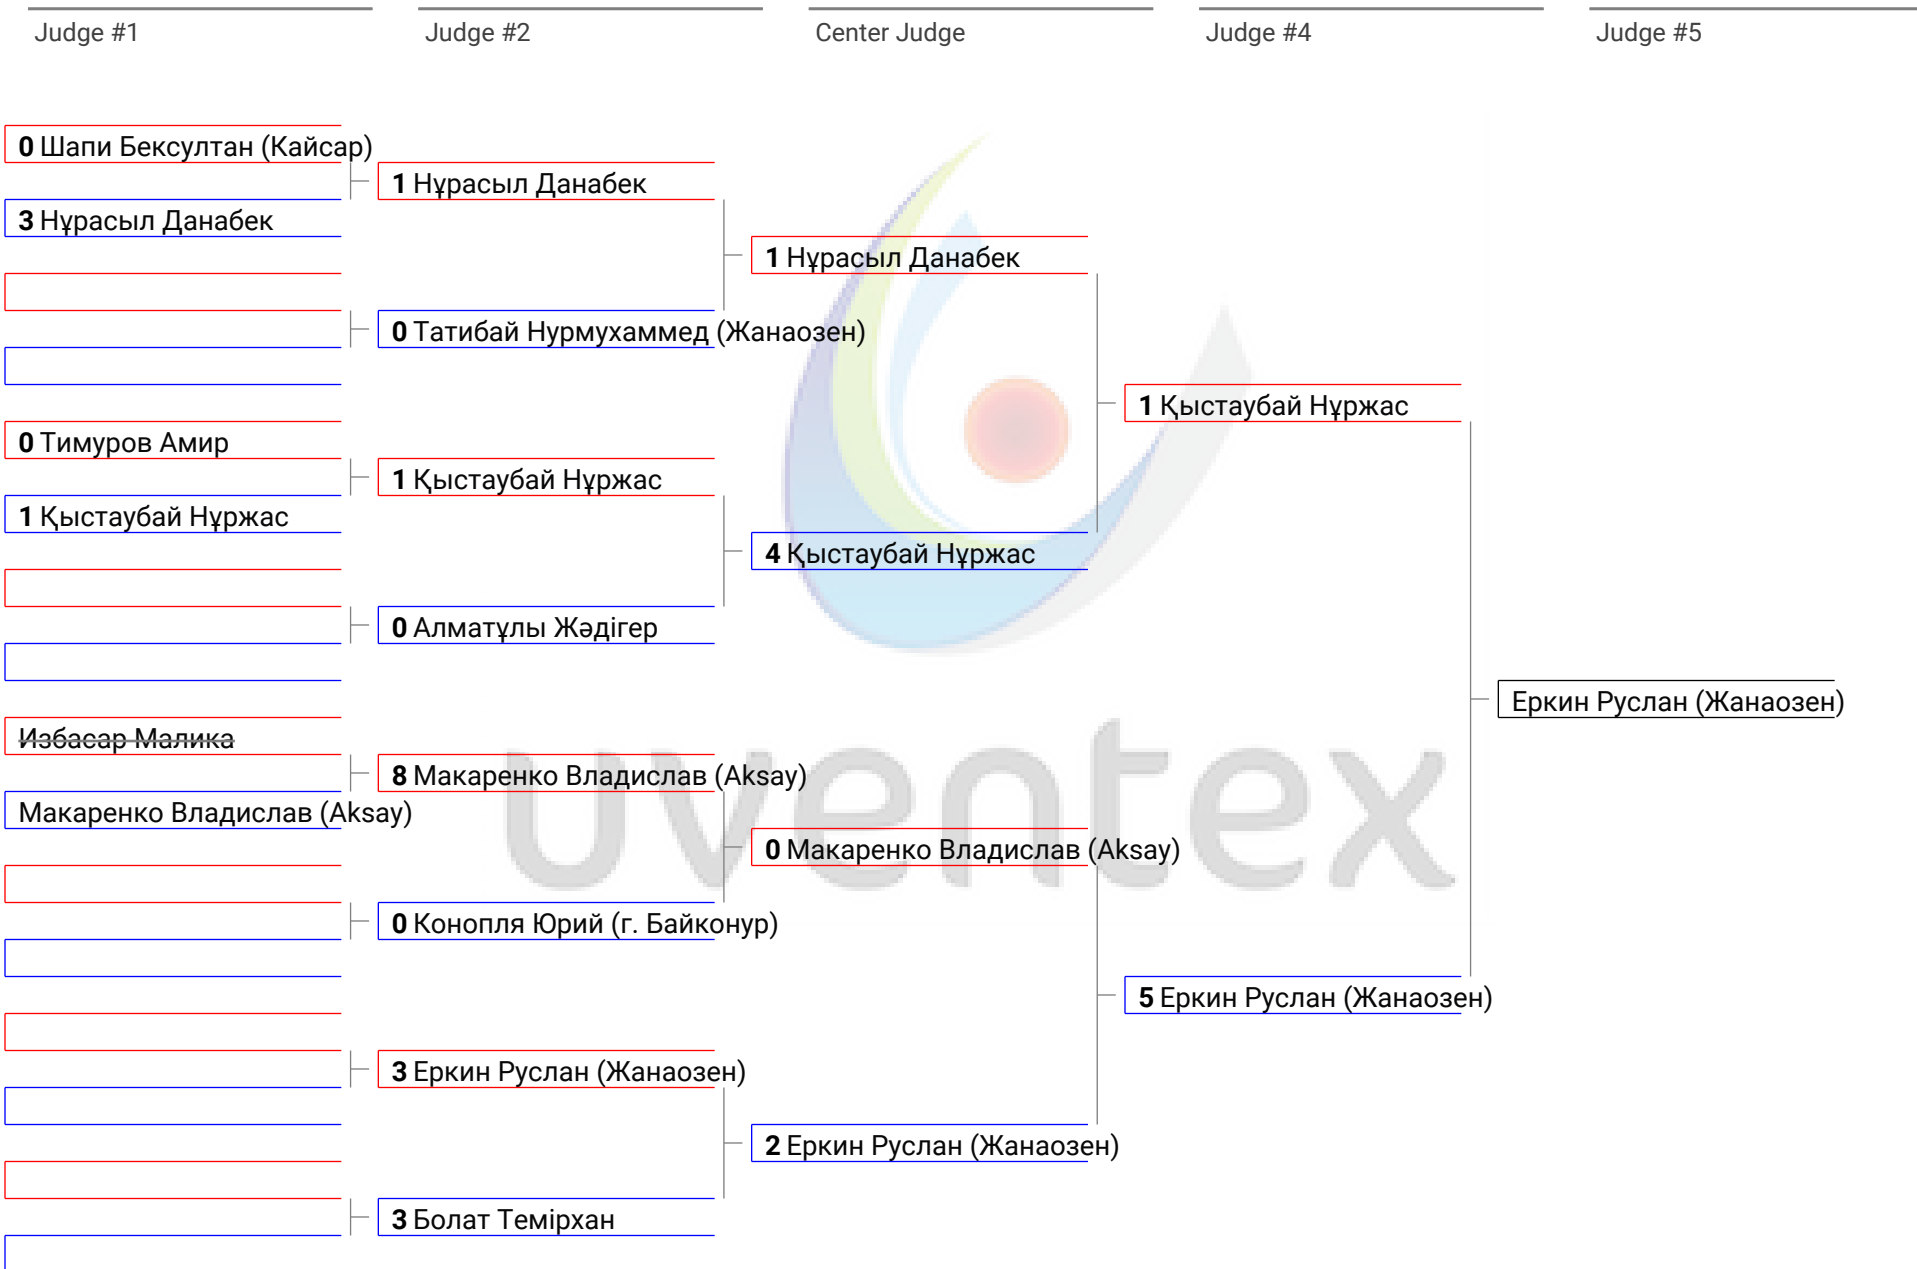 Judge #1
Judge #2
Center Judge
Judge #4
Judge #5
0 Шапи Бексултан (Кайсар)
1 Нұрасыл Данабек
3 Нұрасыл Данабек
1 Нұрасыл Данабек
0 Татибай Нурмухаммед (Жанаозен)
1 Қыстаубай Нұржас
0 Тимуров Амир
1 Қыстаубай Нұржас
1 Қыстаубай Нұржас
4 Қыстаубай Нұржас
0 Алматұлы Жәдігер
Еркин Руслан (Жанаозен)
Избасар Малика
8 Макаренко Владислав (Aksay)
Макаренко Владислав (Aksay)
uventex
0 Макаренко Владислав (Aksay)
0 Конопля Юрий (г. Байконур)
5 Еркин Руслан (Жанаозен)
3 Еркин Руслан (Жанаозен)
2 Еркин Руслан (Жанаозен)
3 Болат Темірхан